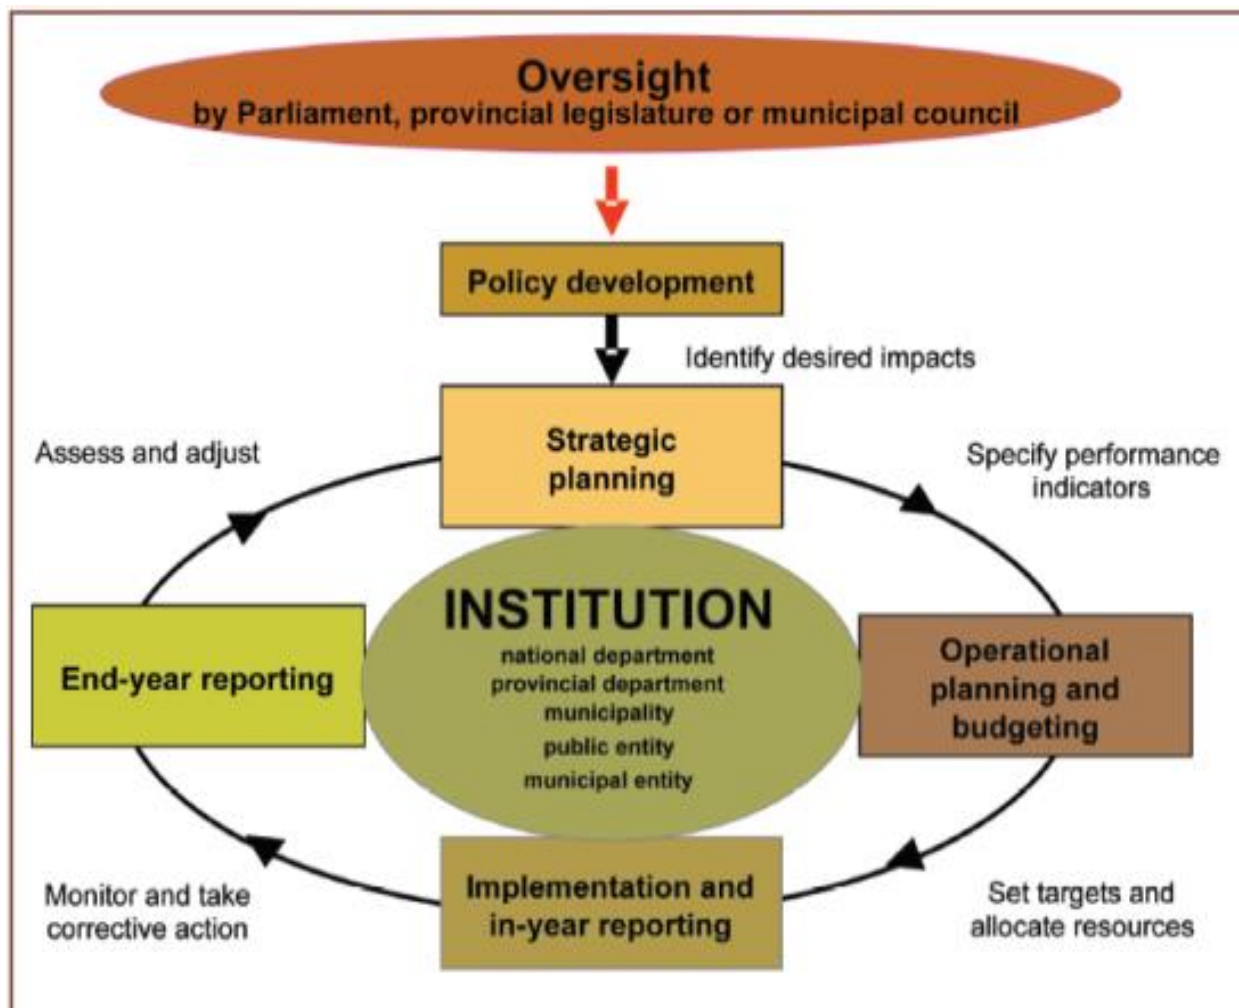 Oversight
by Parliament, provincial legislature or municipal council
Policy development
Identify desired impacts
Strategic
planning
Assess and adjust
Specify performance
indicators
INSTITUTION
national department
provincial department
municipality
public entity
municipal entity
End-year reporting
Operational
planning and
budgeting
Implementation and
in-year reporting
Monitor and take
corrective action
Set targets and
allocate resources